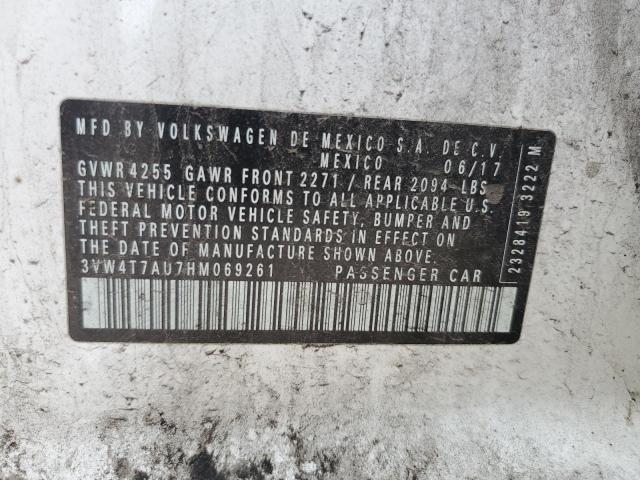 MFD BY VOLKSWAGEN DE MEXICO S.A. DE C.V.
MEXICO 06/17
GVWR 4255 GAWR FRONT 2271 / REAR 2094 LBS
THIS VEHICLE CONFORMS TO ALL APPLICABLE U.S.
FEDERAL MOTOR VEHICLE SAFETY, BUMPER AND
THEFT PREVENTION STANDARDS IN EFFECT ON
THE DATE OF MANUFACTURE SHOWN ABOVE.
3VW4T7AU7HM069261 PASSENGER CAR
2328419 3222 M